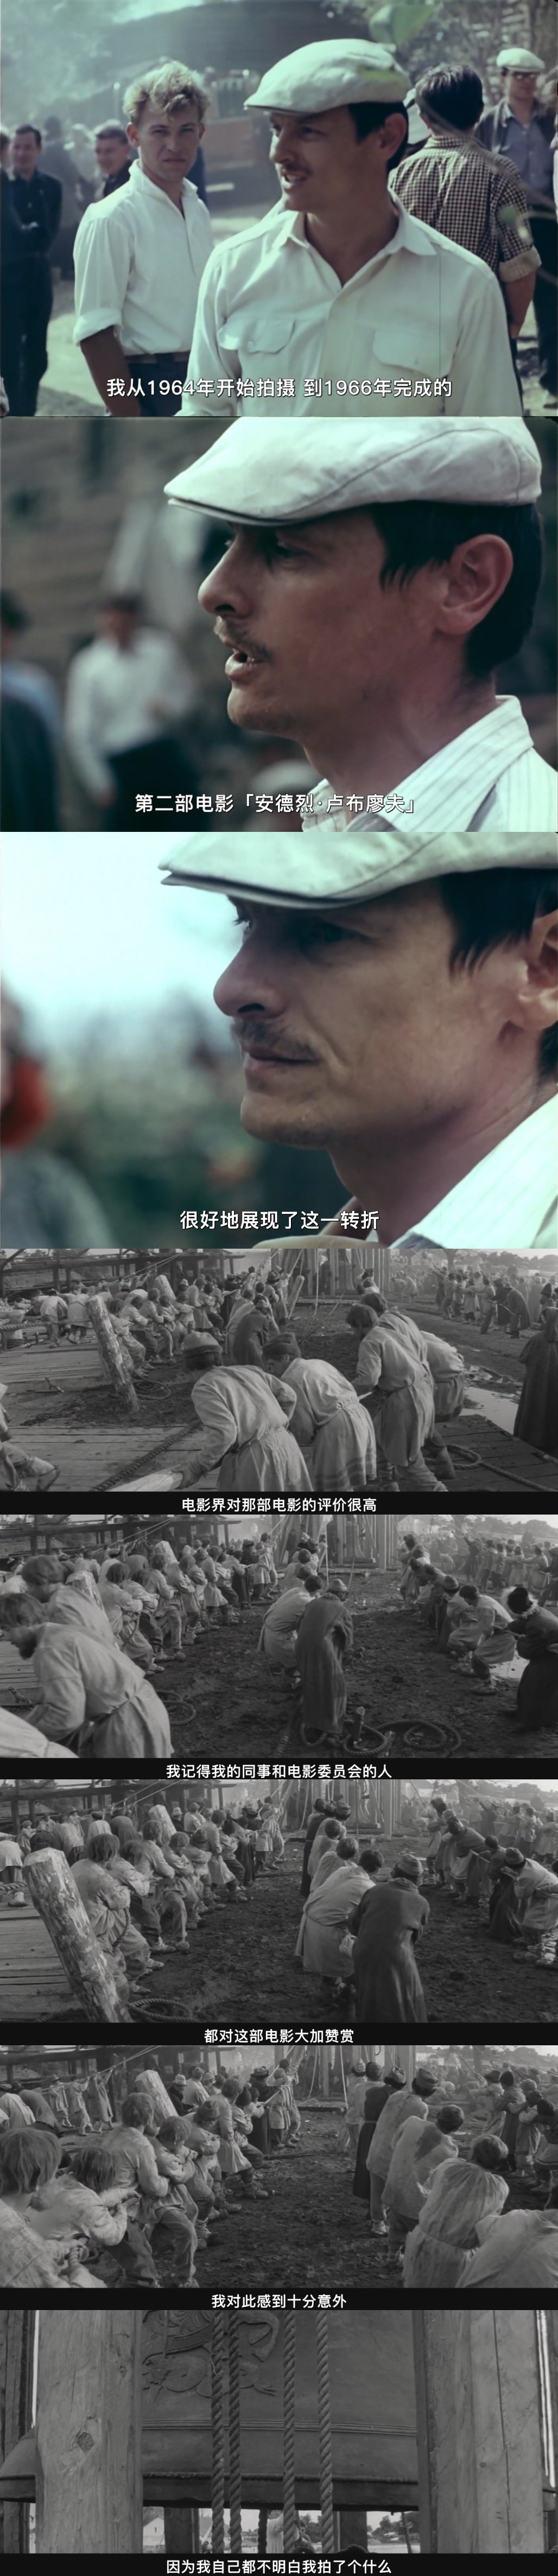 我从1964年开始拍摄 到1966年完成的
第二部电影「安德烈·卢布廖夫」
很好地展现了这一转折
电影界对那部电影的评价很高
我记得我的同事和电影委员会的人
都对这部电影大加赞赏
我对此感到十分意外
因为我自己都不明白我拍了个什么